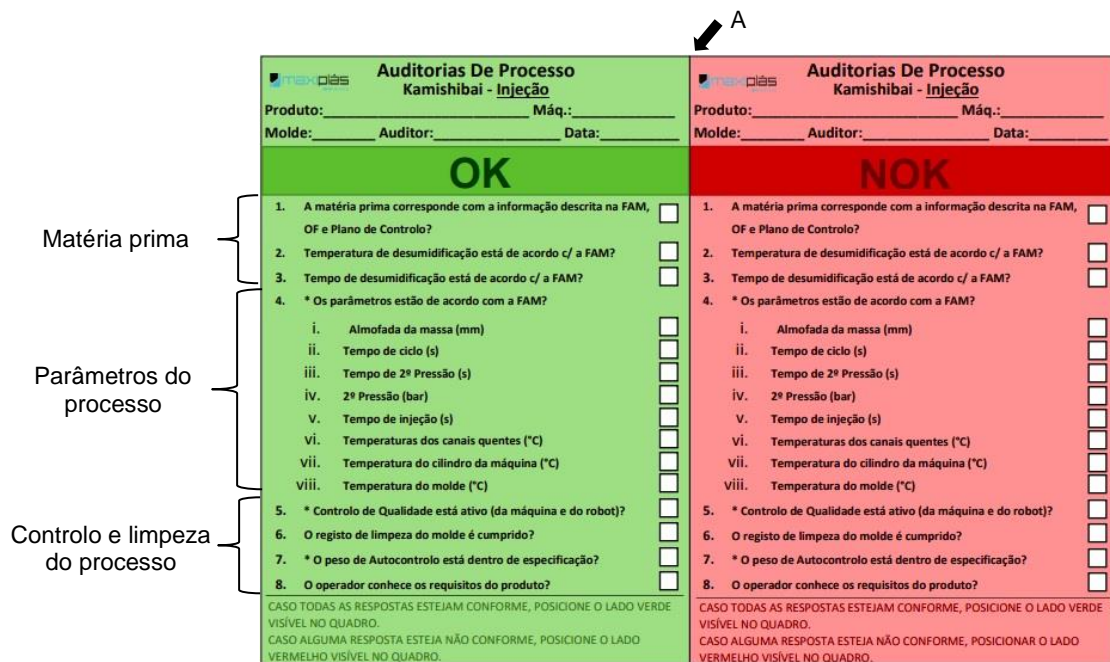 A
maxiplás
Auditorias De Processo
Kamishibai - Injeção
Produto:____________________________ Máq.:_____________
Molde:________ Auditor:________________ Data:__________
OK
Matéria prima
1. A matéria prima corresponde com a informação descrita na FAM,
OF e Plano de Controlo?
2. Temperatura de desumidificação está de acordo c/ a FAM?
3. Tempo de desumidificação está de acordo c/ a FAM?
Parâmetros do
processo
4. * Os parâmetros estão de acordo com a FAM?
i. Almofada da massa (mm)
ii. Tempo de ciclo (s)
iii. Tempo de 2º Pressão (s)
iv. 2º Pressão (bar)
v. Tempo de injeção (s)
vi. Temperaturas dos canais quentes (°C)
vii. Temperatura do cilindro da máquina (°C)
viii. Temperatura do molde (°C)
Controlo e limpeza
do processo
5. * Controlo de Qualidade está ativo (da máquina e do robot)?
6. O registo de limpeza do molde é cumprido?
7. * O peso de Autocontrolo está dentro de especificação?
8. O operador conhece os requisitos do produto?
CASO TODAS AS RESPOSTAS ESTEJAM CONFORME, POSICIONE O LADO VERDE
VISÍVEL NO QUADRO.
CASO ALGUMA RESPOSTA ESTEJA NÃO CONFORME, POSICIONE O LADO
VERMELHO VISÍVEL NO QUADRO.
maxiplás
Auditorias De Processo
Kamishibai - Injeção
Produto:____________________________ Máq.:_____________
Molde:________ Auditor:________________ Data:__________
NOK
1. A matéria prima corresponde com a informação descrita na FAM,
OF e Plano de Controlo?
2. Temperatura de desumidificação está de acordo c/ a FAM?
3. Tempo de desumidificação está de acordo c/ a FAM?
4. * Os parâmetros estão de acordo com a FAM?
i. Almofada da massa (mm)
ii. Tempo de ciclo (s)
iii. Tempo de 2º Pressão (s)
iv. 2º Pressão (bar)
v. Tempo de injeção (s)
vi. Temperaturas dos canais quentes (°C)
vii. Temperatura do cilindro da máquina (°C)
viii. Temperatura do molde (°C)
5. * Controlo de Qualidade está ativo (da máquina e do robot)?
6. O registo de limpeza do molde é cumprido?
7. * O peso de Autocontrolo está dentro de especificação?
8. O operador conhece os requisitos do produto?
CASO TODAS AS RESPOSTAS ESTEJAM CONFORME, POSICIONE O LADO VERDE
VISÍVEL NO QUADRO.
CASO ALGUMA RESPOSTA ESTEJA NÃO CONFORME, POSICIONAR O LADO
VERMELHO VISÍVEL NO QUADRO.